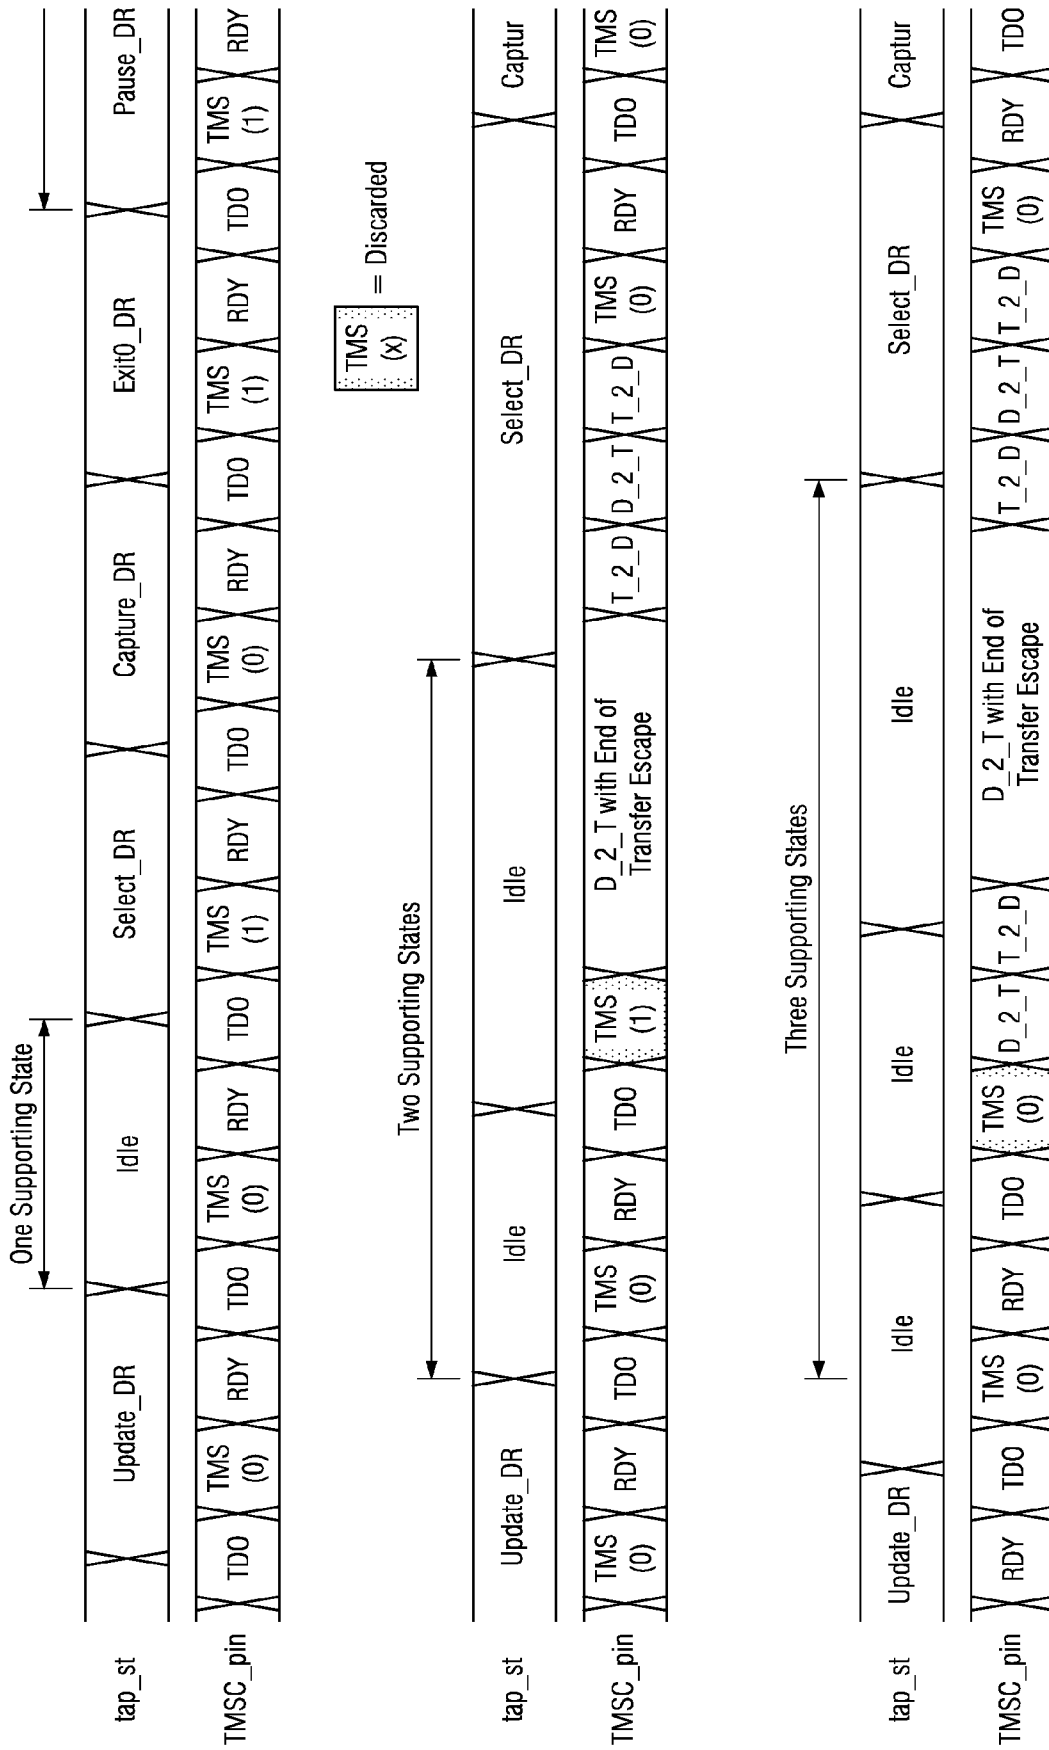 One Supporting State
tap_st
Update_DR
Idle
Select_DR
Capture_DR
Exit0_DR
Pause_DR
TMSC_pin
TDO
TMS
(0)
RDY
TDO
TMS
(0)
RDY
TDO
TMS
(1)
RDY
TDO
TMS
(0)
RDY
TDO
TMS
(1)
RDY
TDO
TMS
(1)
RDY
TMS
(x)
= Discarded
Two Supporting States
tap_st
Update_DR
Idle
Idle
Select_DR
Captur
TMSC_pin
TMS
(0)
RDY
TDO
TMS
(0)
RDY
TDO
TMS
(1)
D_2_T with End of
Transfer Escape
T_2_D
D_2_T
T_2_D
TMS
(0)
RDY
TDO
TMS
(0)
Three Supporting States
tap_st
Update_DR
Idle
Idle
Idle
Select_DR
Captur
TMSC_pin
RDY
TDO
TMS
(0)
RDY
TDO
TMS
(0)
D_2_T
T_2_D
D_2_T with End of
Transfer Escape
T_2_D
D_2_T
T_2_D
TMS
(0)
RDY
TDO